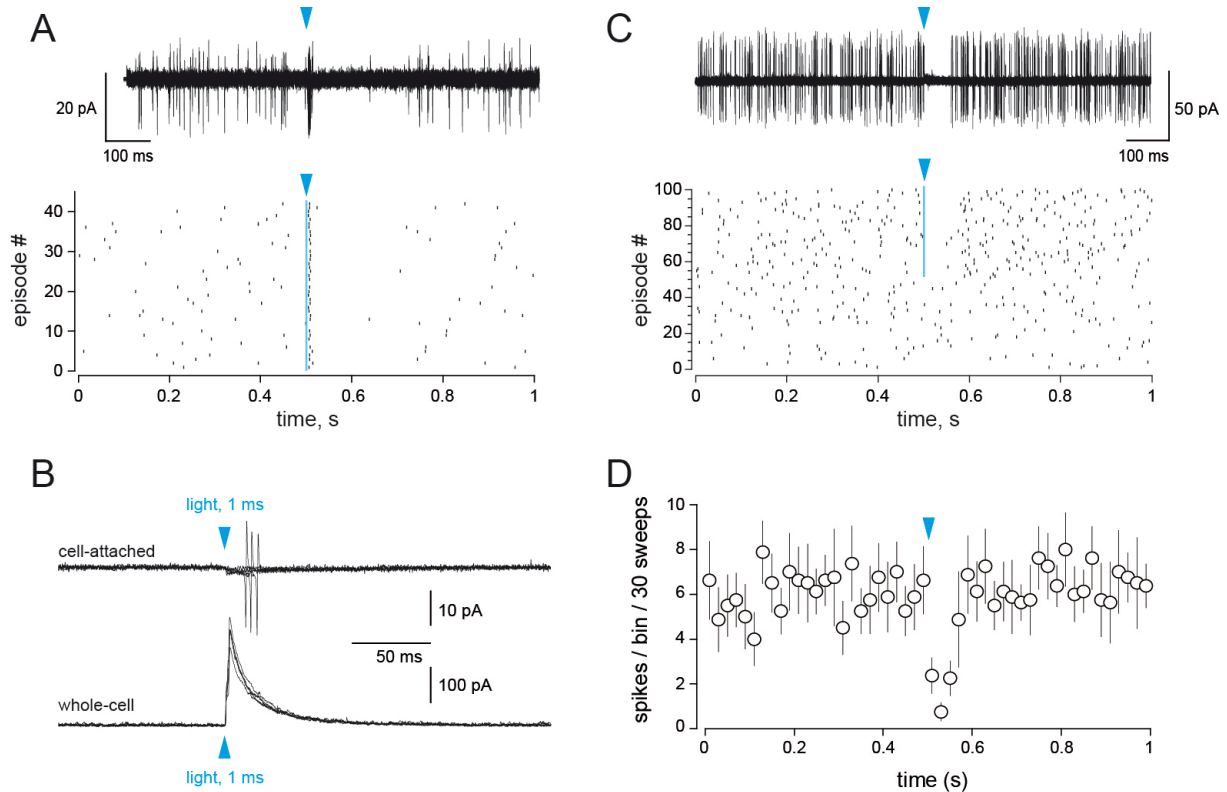 A
20 pA
100 ms
episode #
40
30
20
10
0
0 0.2 0.4 0.6 0.8 1
time, s
C
50 pA
100 ms
episode #
100
80
60
40
20
0
0 0.2 0.4 0.6 0.8 1
time, s
B
light, 1 ms
cell-attached
10 pA
50 ms
100 pA
whole-cell
light, 1 ms
D
spikes / bin / 30 sweeps
10
8
6
4
2
0
0 0.2 0.4 0.6 0.8 1
time (s)